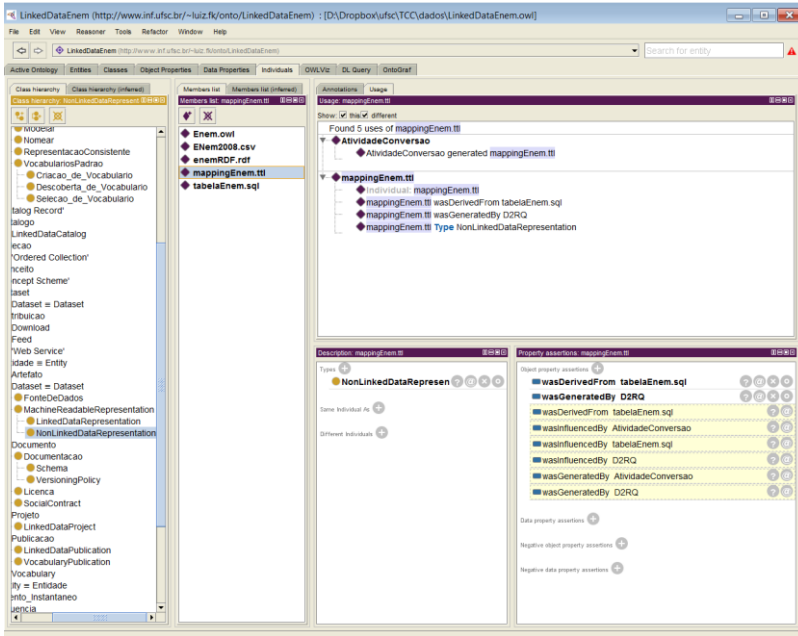 LinkedDataEnem (http://www.inf.ufsc.br/~luiz.fk/onto/LinkedDataEnem) : [D:\Dropbox\ufsc\TCC\dados\LinkedDataEnem.owl]
File Edit View Reasoner Tools Refactor Window Help
LinkedDataEnem (http://www.inf.ufsc.br/~luiz.fk/onto/LinkedDataEnem)
Search for entity
Active Ontology Entities Classes Object Properties Data Properties Individuals OWLViz DL Query OntoGraf
Class hierarchy Class hierarchy (inferred)
Class hierarchy: NonLinkedDataRepresent
Modelar
Nomear
RepresentacaoConsistente
VocabulariosPadrao
Criacao_de_Vocabulario
Descoberta_de_Vocabulario
Selecao_de_Vocabulario
talog Record'
talogo
LinkedDataCatalog
ecao
'Ordered Collection'
nceito
ncept Scheme'
taset
Dataset ≡ Dataset
tribuicao
Download
Feed
'Web Service'
idade ≡ Entity
Artefato
Dataset ≡ Dataset
FonteDeDados
MachineReadableRepresentation
LinkedDataRepresentation
NonLinkedDataRepresentation
Documento
Documentacao
Schema
VersioningPolicy
Licenca
SocialContract
Projeto
LinkedDataProject
Publicacao
LinkedDataPublication
VocabularyPublication
Vocabulary
ity ≡ Entidade
ento_Instantaneo
uencia
Members list Members list (inferred)
Members list: mappingEnem.ttl
Enem.owl
ENem2008.csv
enemRDF.rdf
mappingEnem.ttl
tabelaEnem.sql
Annotations Usage
Usage: mappingEnem.ttl
Show: this different
Found 5 uses of mappingEnem.ttl
AtividadeConversao
AtividadeConversao generated mappingEnem.ttl
mappingEnem.ttl
Individual: mappingEnem.ttl
mappingEnem.ttl wasDerivedFrom tabelaEnem.sql
mappingEnem.ttl wasGeneratedBy D2RQ
mappingEnem.ttl Type NonLinkedDataRepresentation
Description: mappingEnem.ttl
Types
NonLinkedDataRepresen
Same Individual As
Different Individuals
Property assertions: mappingEnem.ttl
Object property assertions
wasDerivedFrom tabelaEnem.sql
wasGeneratedBy D2RQ
wasDerivedFrom tabelaEnem.sql
wasInfluencedBy AtividadeConversao
wasInfluencedBy tabelaEnem.sql
wasInfluencedBy D2RQ
wasGeneratedBy AtividadeConversao
wasGeneratedBy D2RQ
Data property assertions
Negative object property assertions
Negative data property assertions